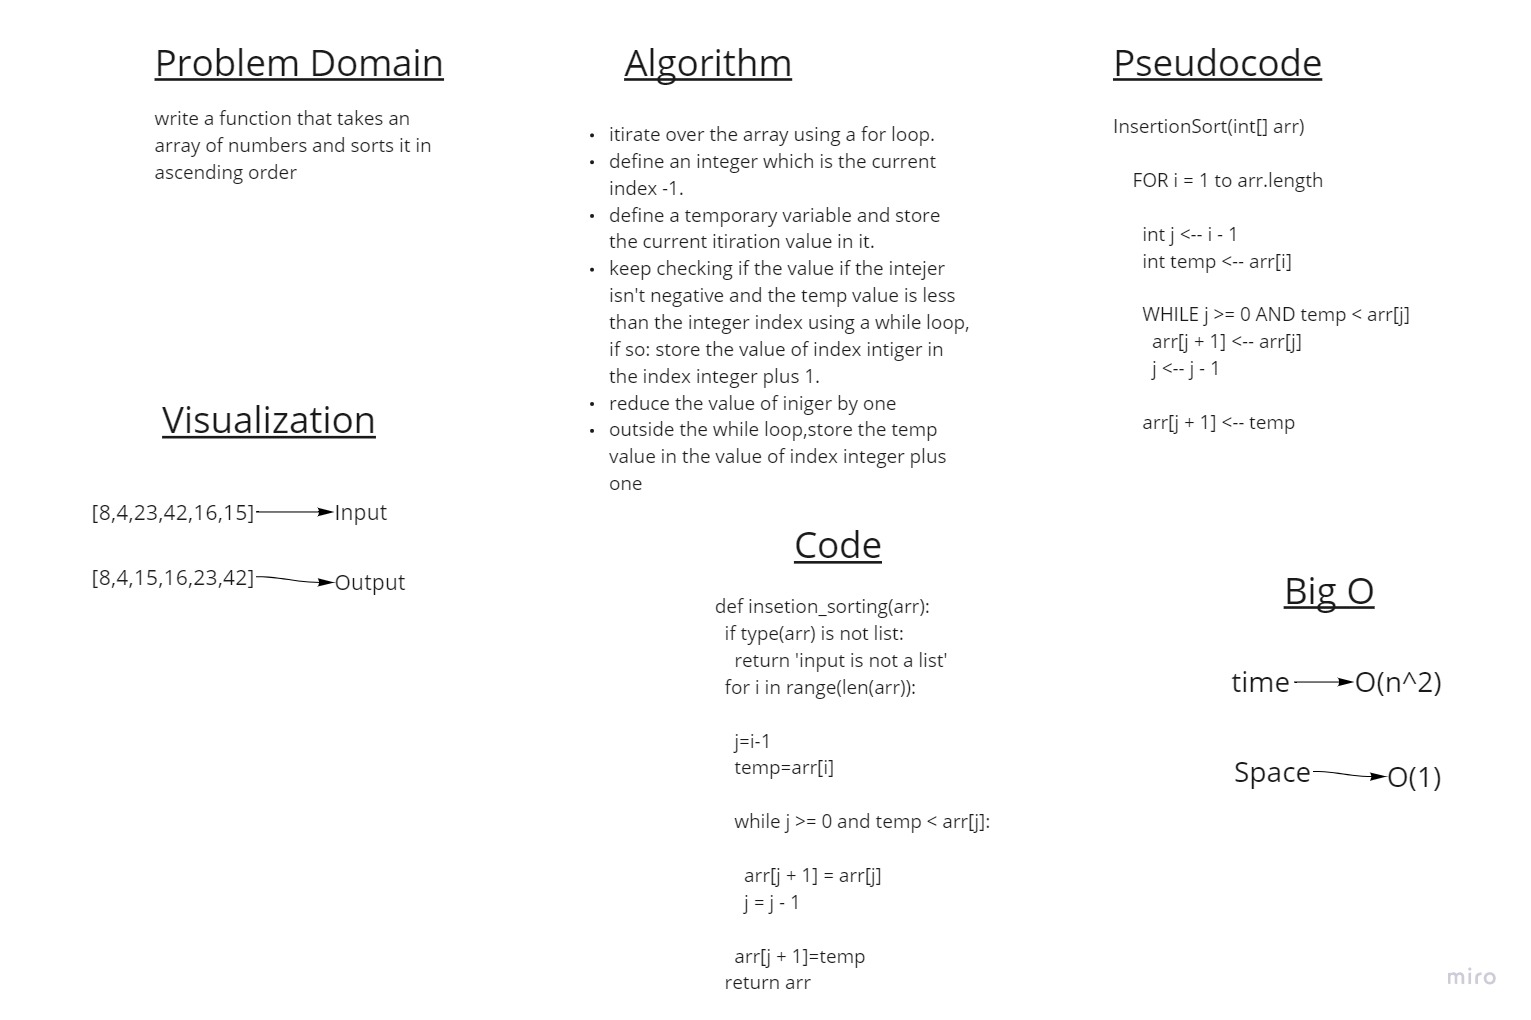 Problem Domain
write a function that takes an
array of numbers and sorts it in
ascending order
Visualization
[8,4,23,42,16,15] Input
[8,4,15,16,23,42] Output
Algorithm
• itirate over the array using a for loop.
• define an integer which is the current
index -1.
• define a temporary variable and store
the current itiration value in it.
• keep checking if the value if the intejer
isn't negative and the temp value is less
than the integer index using a while loop,
if so: store the value of index intiger in
the index integer plus 1.
• reduce the value of iniger by one
• outside the while loop,store the temp
value in the value of index integer plus
one
Code
def insetion_sorting(arr):
if type(arr) is not list:
return 'input is not a list'
for i in range(len(arr)):
j=i-1
temp=arr[i]
while j >= 0 and temp < arr[j]:
arr[j + 1] = arr[j]
j = j - 1
arr[j + 1]=temp
return arr
Pseudocode
InsertionSort(int[] arr)
FOR i = 1 to arr.length
int j <-- i - 1
int temp <-- arr[i]
WHILE j >= 0 AND temp < arr[j]
arr[j + 1] <-- arr[j]
j <-- j - 1
arr[j + 1] <-- temp
Big O
time O(n^2)
Space O(1)
miro